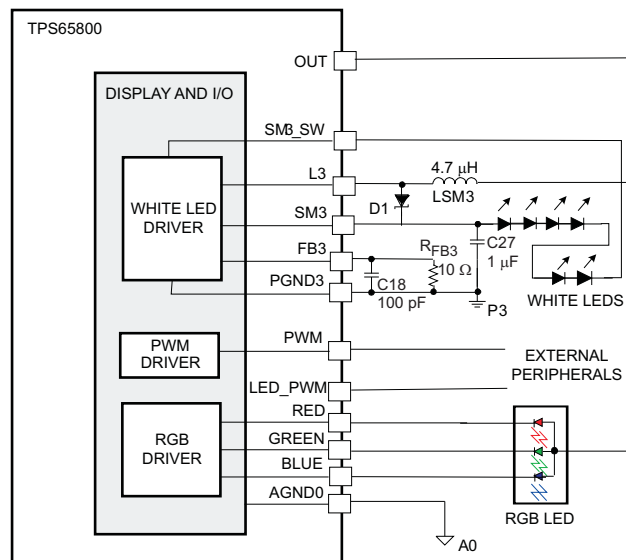 TPS65800
OUT
DISPLAY AND I/O
SM3_SW
L3
4.7 µH
LSM3
WHITE LED
DRIVER
D1
SM3
FB3
RFB3
10 Ω
C27
1 µF
C18
100 pF
PGND3
P3
WHITE LEDS
PWM
DRIVER
PWM
EXTERNAL
PERIPHERALS
LED_PWM
RED
RGB
DRIVER
GREEN
BLUE
AGND0
RGB LED
A0